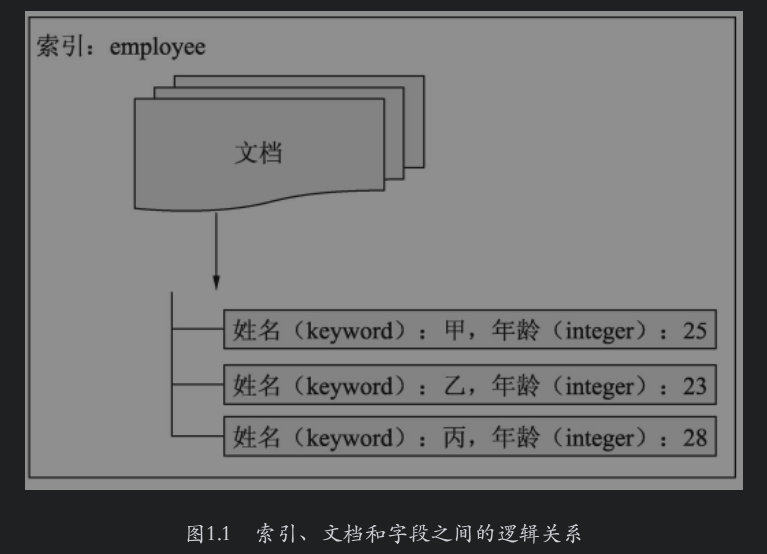 索引：employee
文档
姓名（keyword）：甲，年龄（integer）：25
姓名（keyword）：乙，年龄（integer）：23
姓名（keyword）：丙，年龄（integer）：28
图1.1 索引、文档和字段之间的逻辑关系